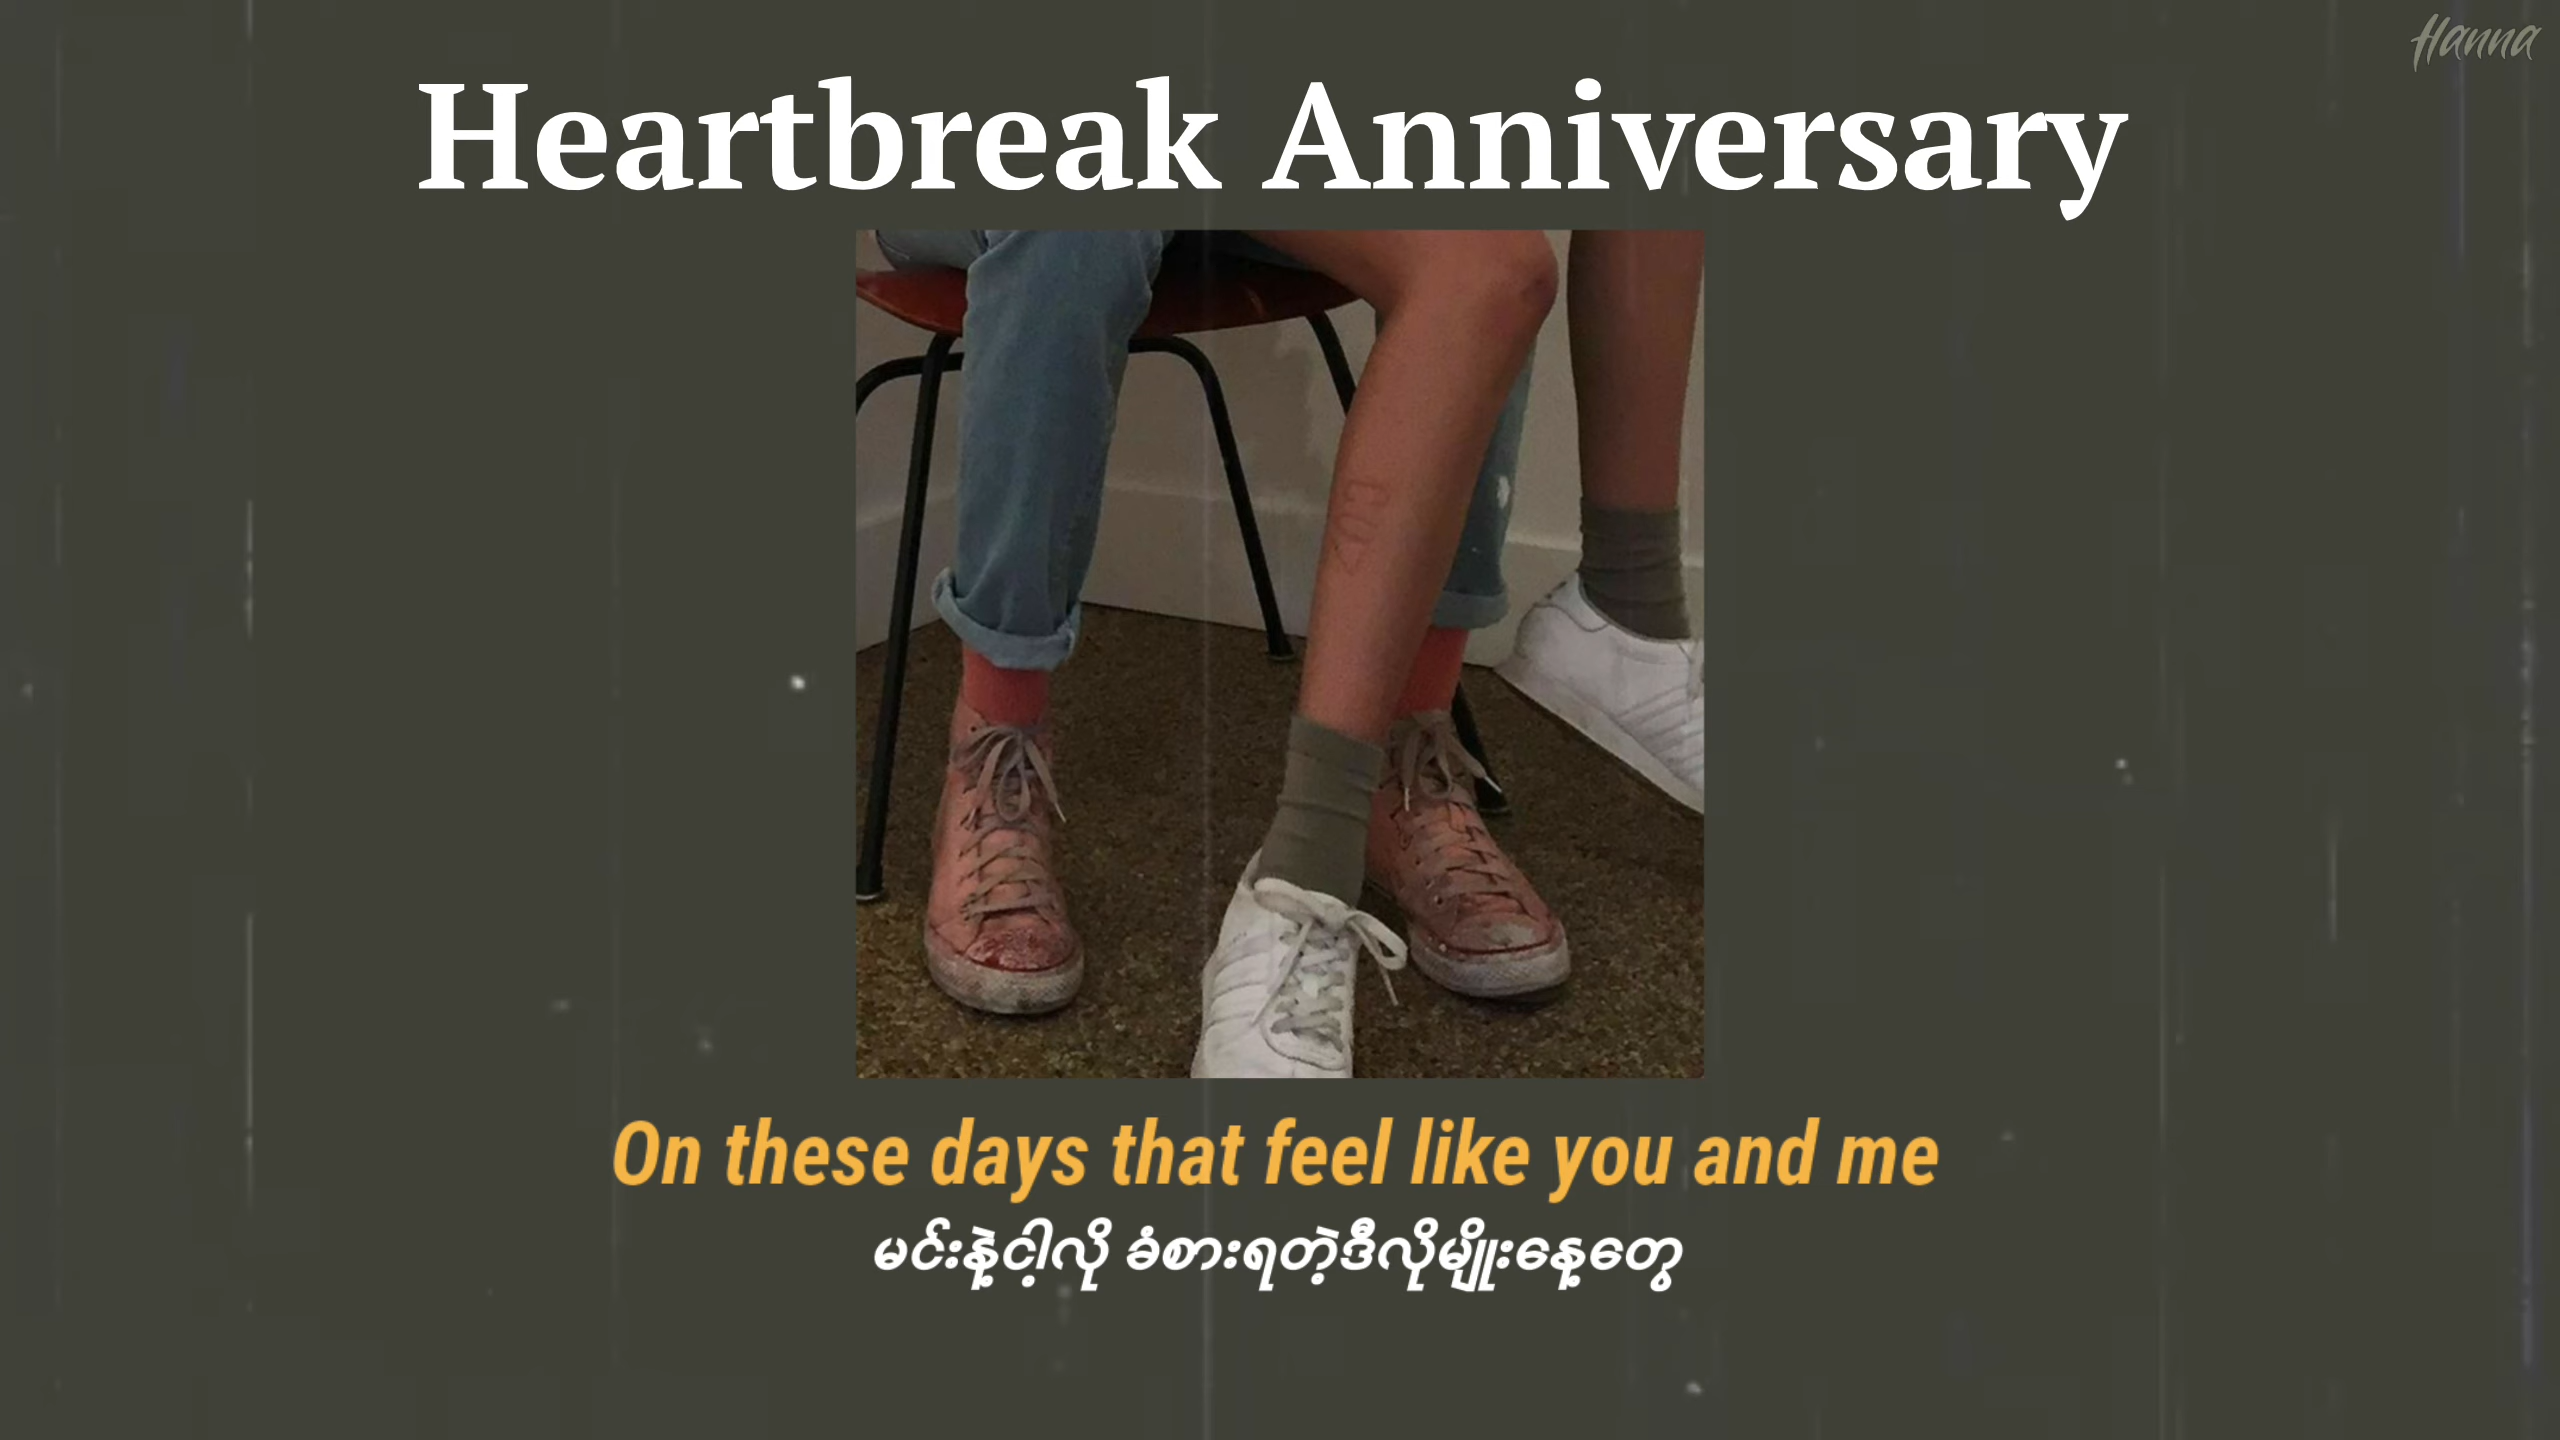 Hanna
Heartbreak Anniversary
On these days that feel like you and me
မင်းနဲ့ငါ့လို ခံစားရတဲ့ဒီလိုမျိုးနေ့တွေ